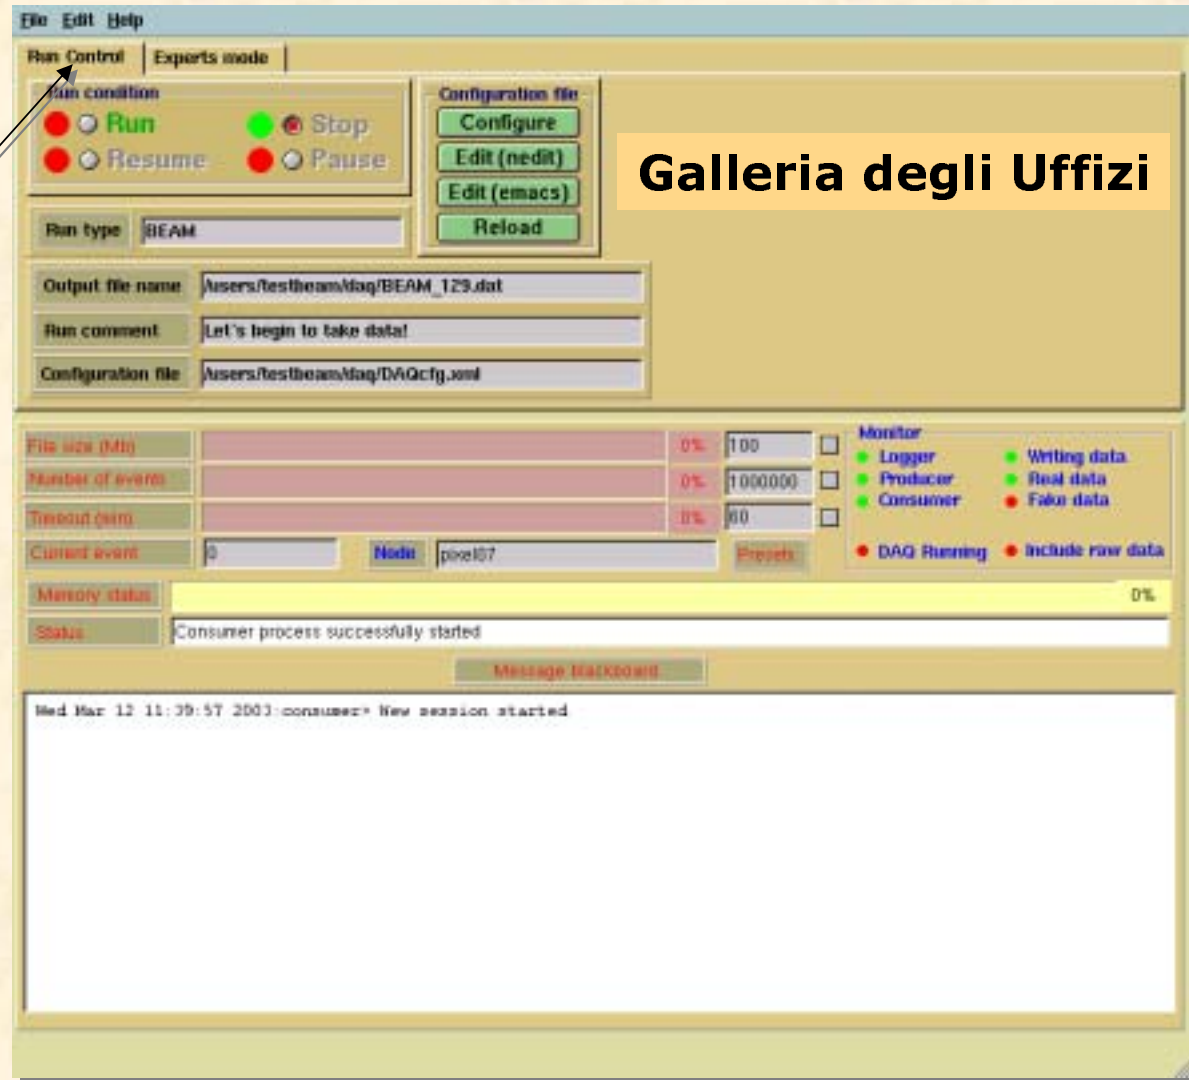 File Edit Help
Run Control Experts mode
Run condition
Run Stop
Resume Pause
Configuration file
Configure
Edit (nedit)
Edit (emacs)
Reload
Galleria degli Uffizi
Run type BEAM
Output file name /users/testbeam/daq/BEAM_129.dat
Run comment Let's begin to take data!
Configuration file /users/testbeam/daq/DAQcfg.xml
File size (Mb) 0% 100
Number of events 0% 1000000
Timeout (min) 0% 60
Current event 0 Node pixel07 Presets
Monitor
Logger Writing data
Producer Real data
Consumer Fake data
DAQ Running Include raw data
Memory status 0%
Status Consumer process successfully started
Message blackboard
Wed Mar 12 11:39:57 2003:consumer> New session started